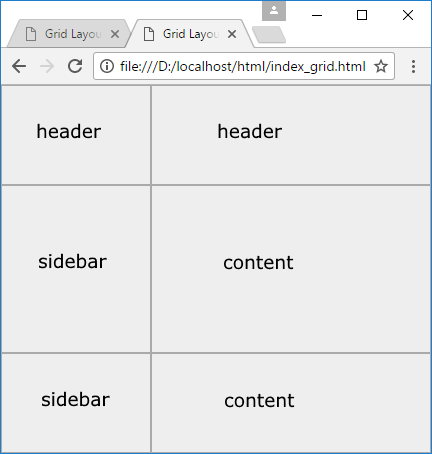 Grid Layou
Grid Layou
file:///D:/localhost/html/index_grid.html
header header
sidebar content
sidebar content